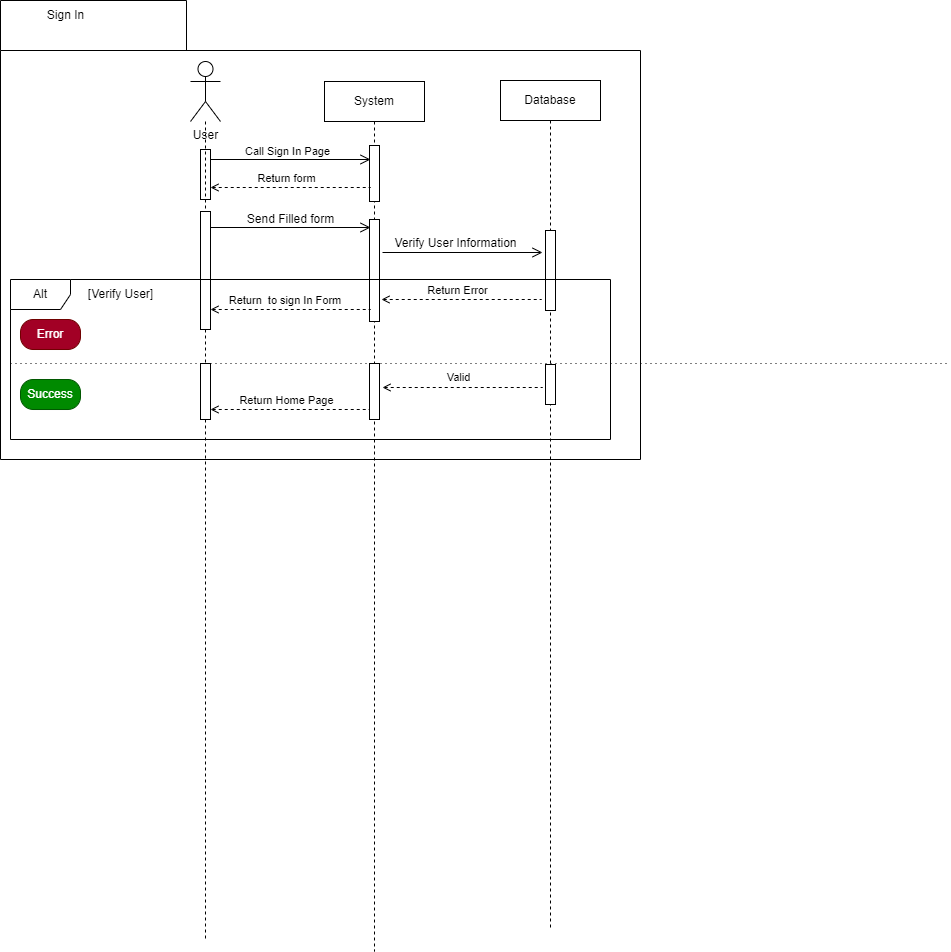 Sign In
User
System
Database
Call Sign In Page
Return form
Send Filled form
Verify User Information
Alt
[Verify User]
Return Error
Return  to sign In Form
Error
Valid
Success
Return Home Page